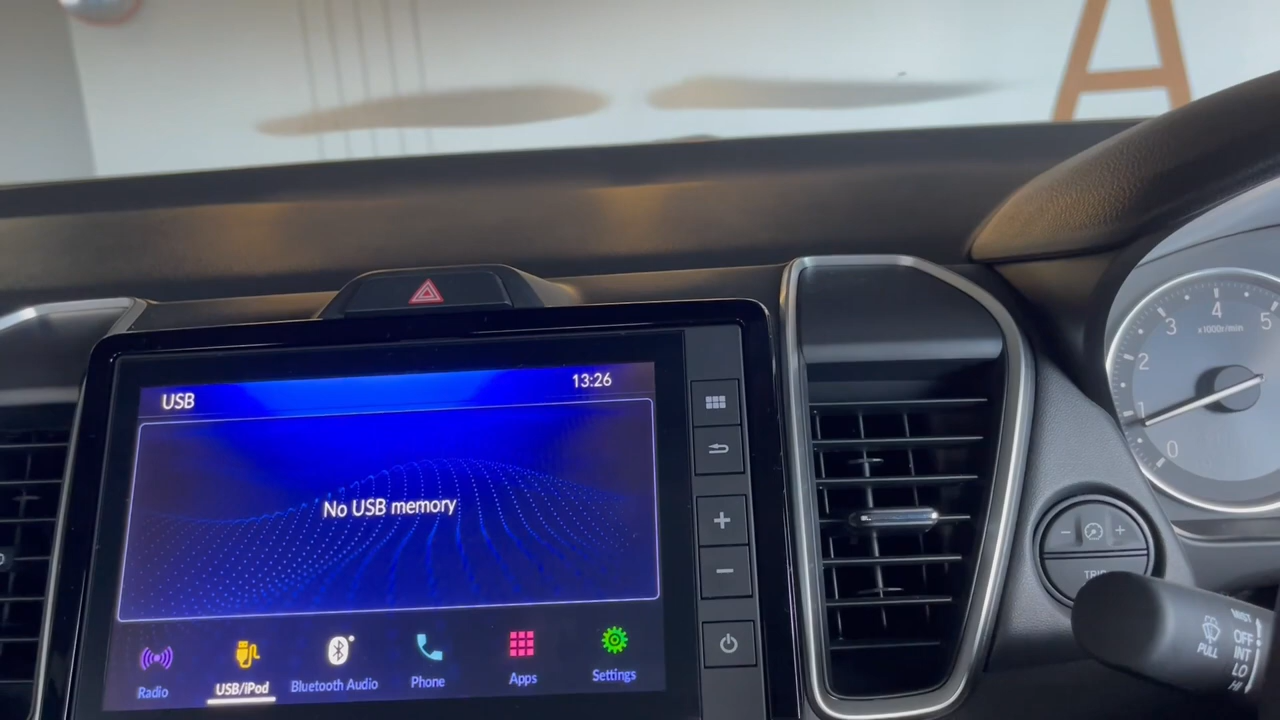 USB
13:26
No USB memory
Radio
USB/iPod
Bluetooth Audio
Phone
Apps
Settings
0
1
2
3
4
5
x1000r/min
PULL
OFF
INT
LO
HI